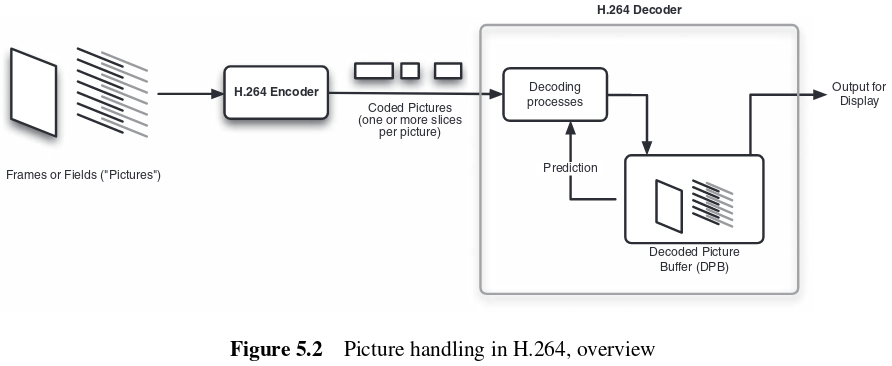 H.264 Decoder
H.264 Encoder
Decoding
processes
Output for
Display
Coded Pictures
(one or more slices
per picture)
Prediction
Frames or Fields ("Pictures")
Decoded Picture
Buffer (DPB)
Figure 5.2 Picture handling in H.264, overview